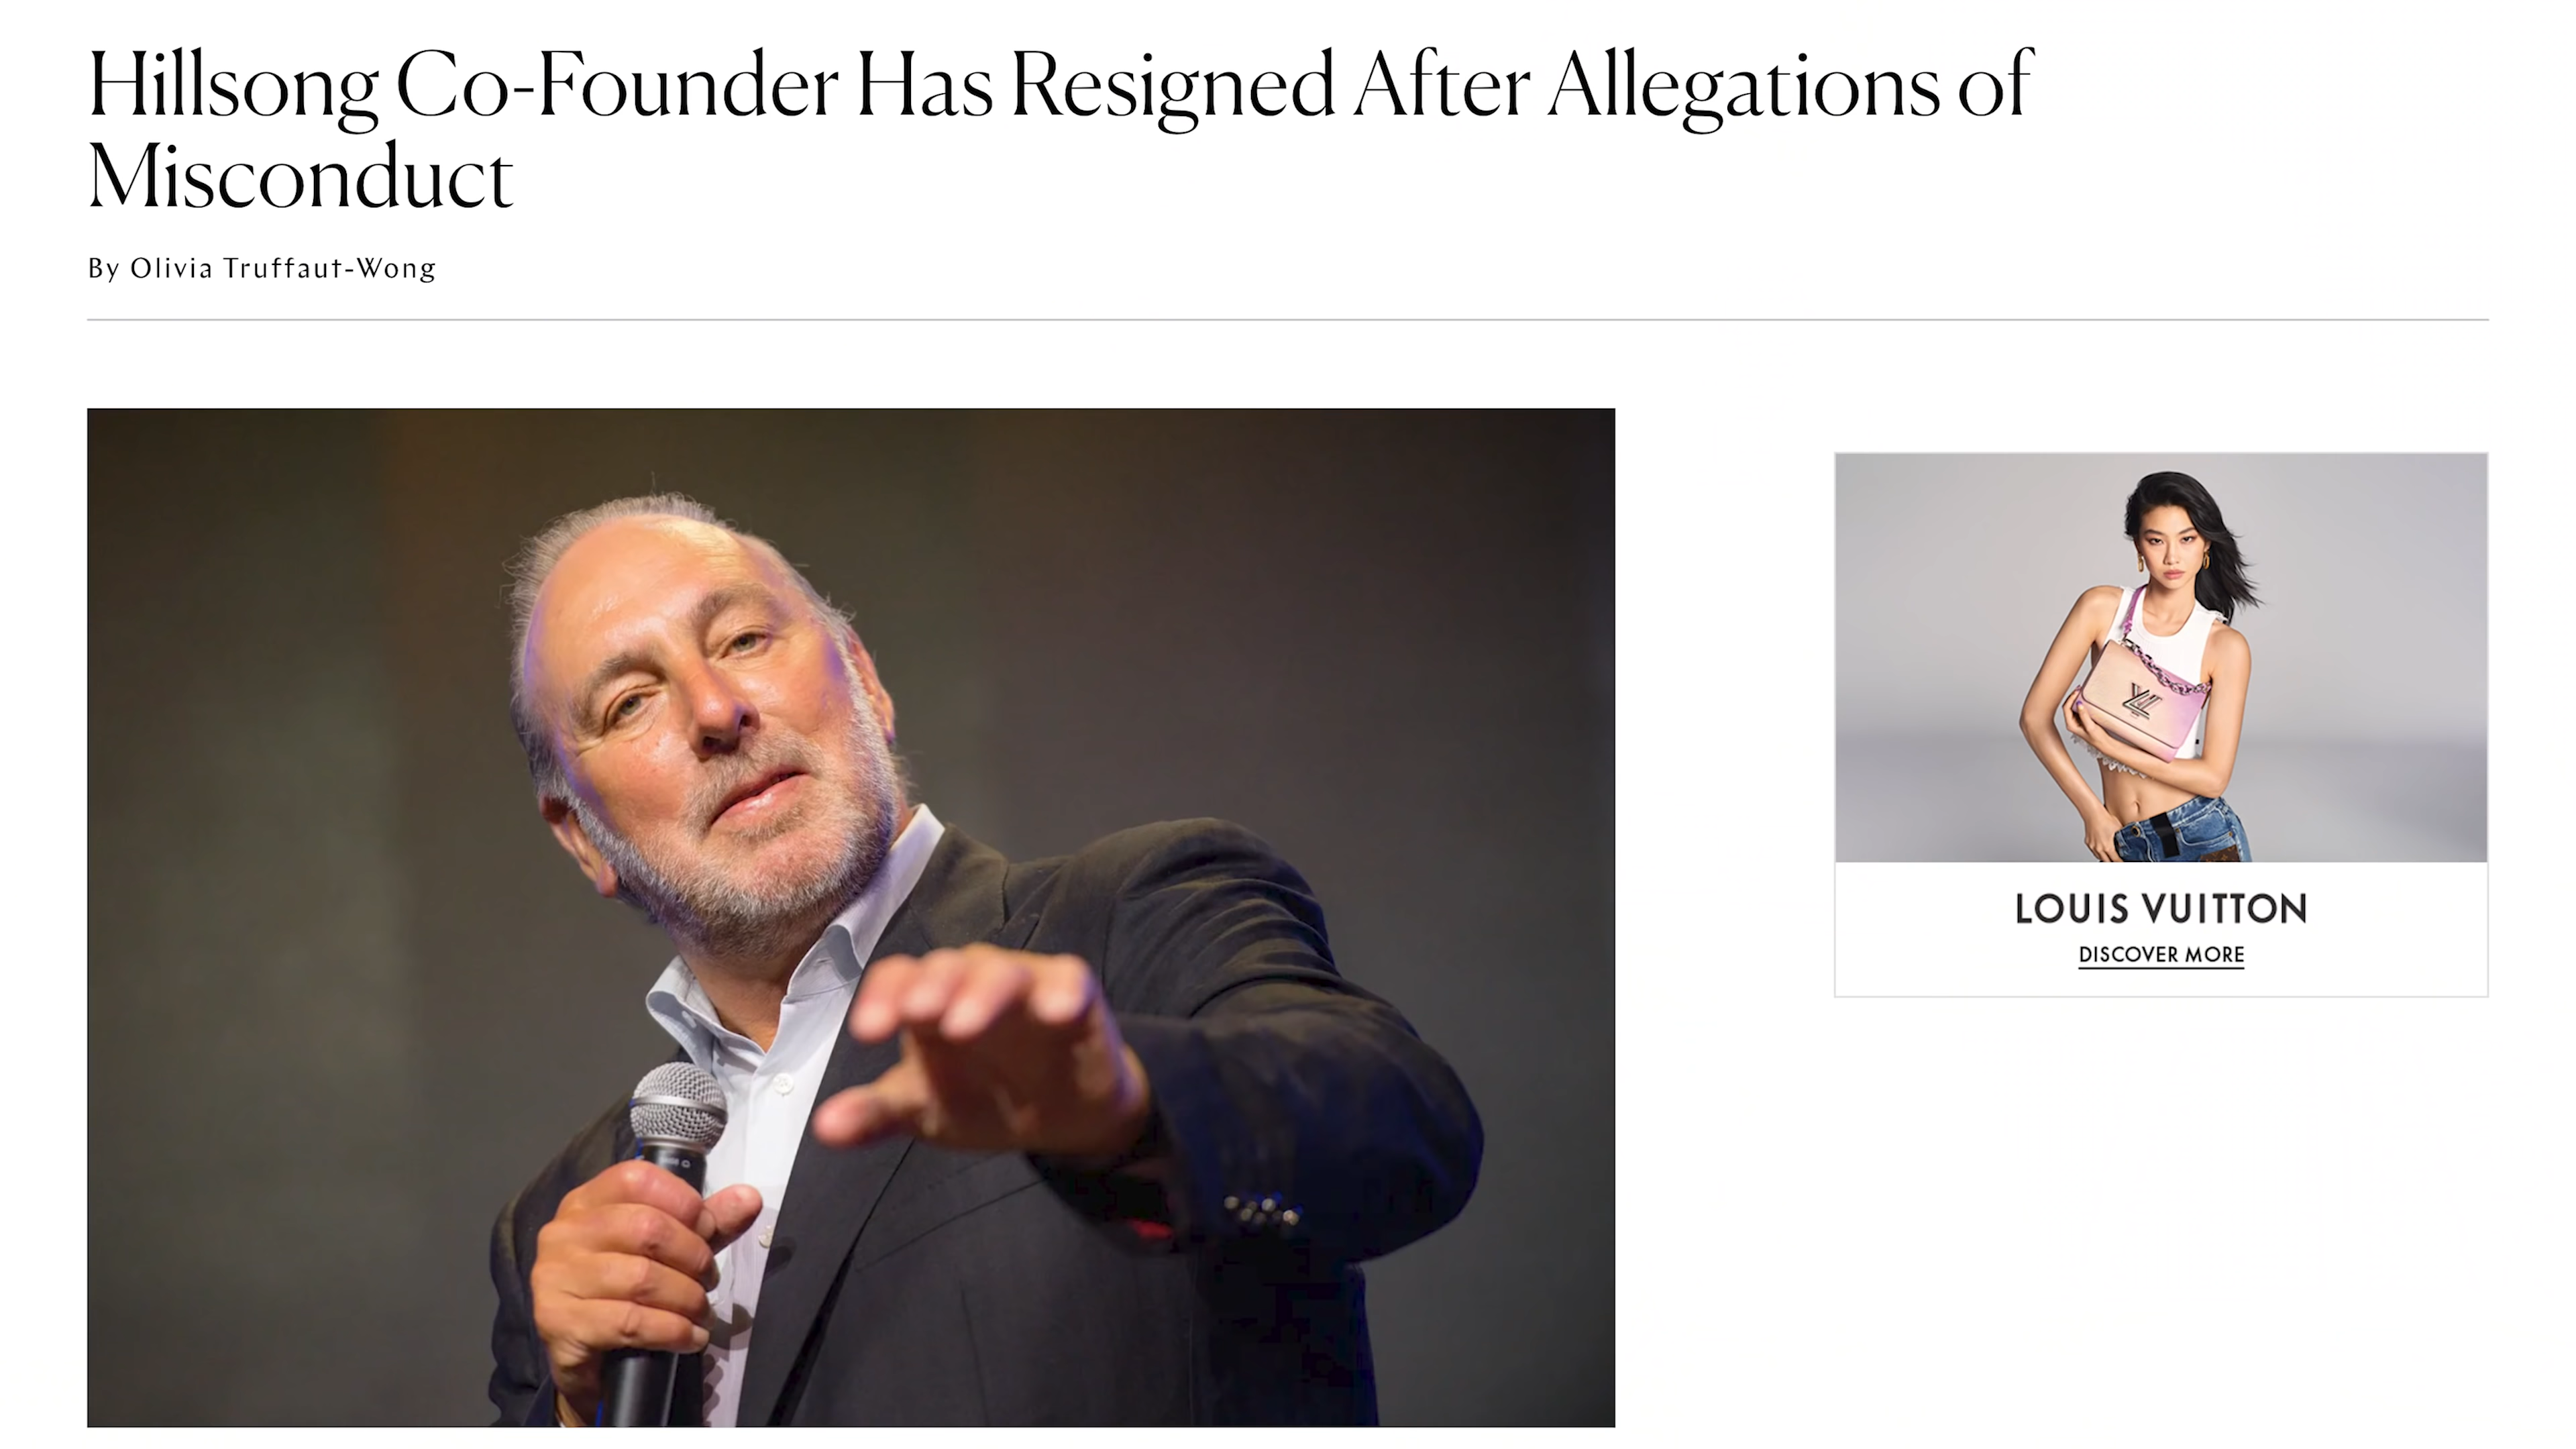 Hillsong Co-Founder Has Resigned After Allegations of
Misconduct
By Olivia Truffaut-Wong
LOUIS VUITTON
DISCOVER MORE